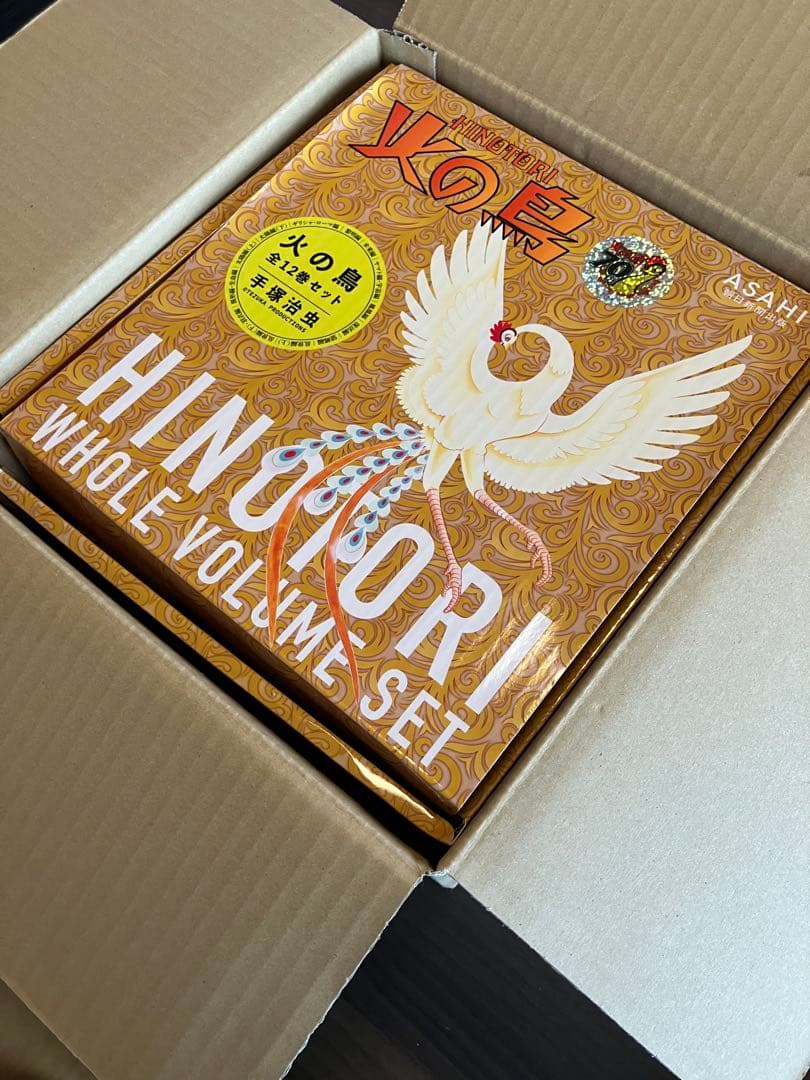 HINOTORI
火の鳥
火の鳥
全12巻セット
手塚治虫
©TEZUKA PRODUCTIONS
70
ASAHI
朝日新聞出版
HINOTORI
WHOLE VOLUME SET